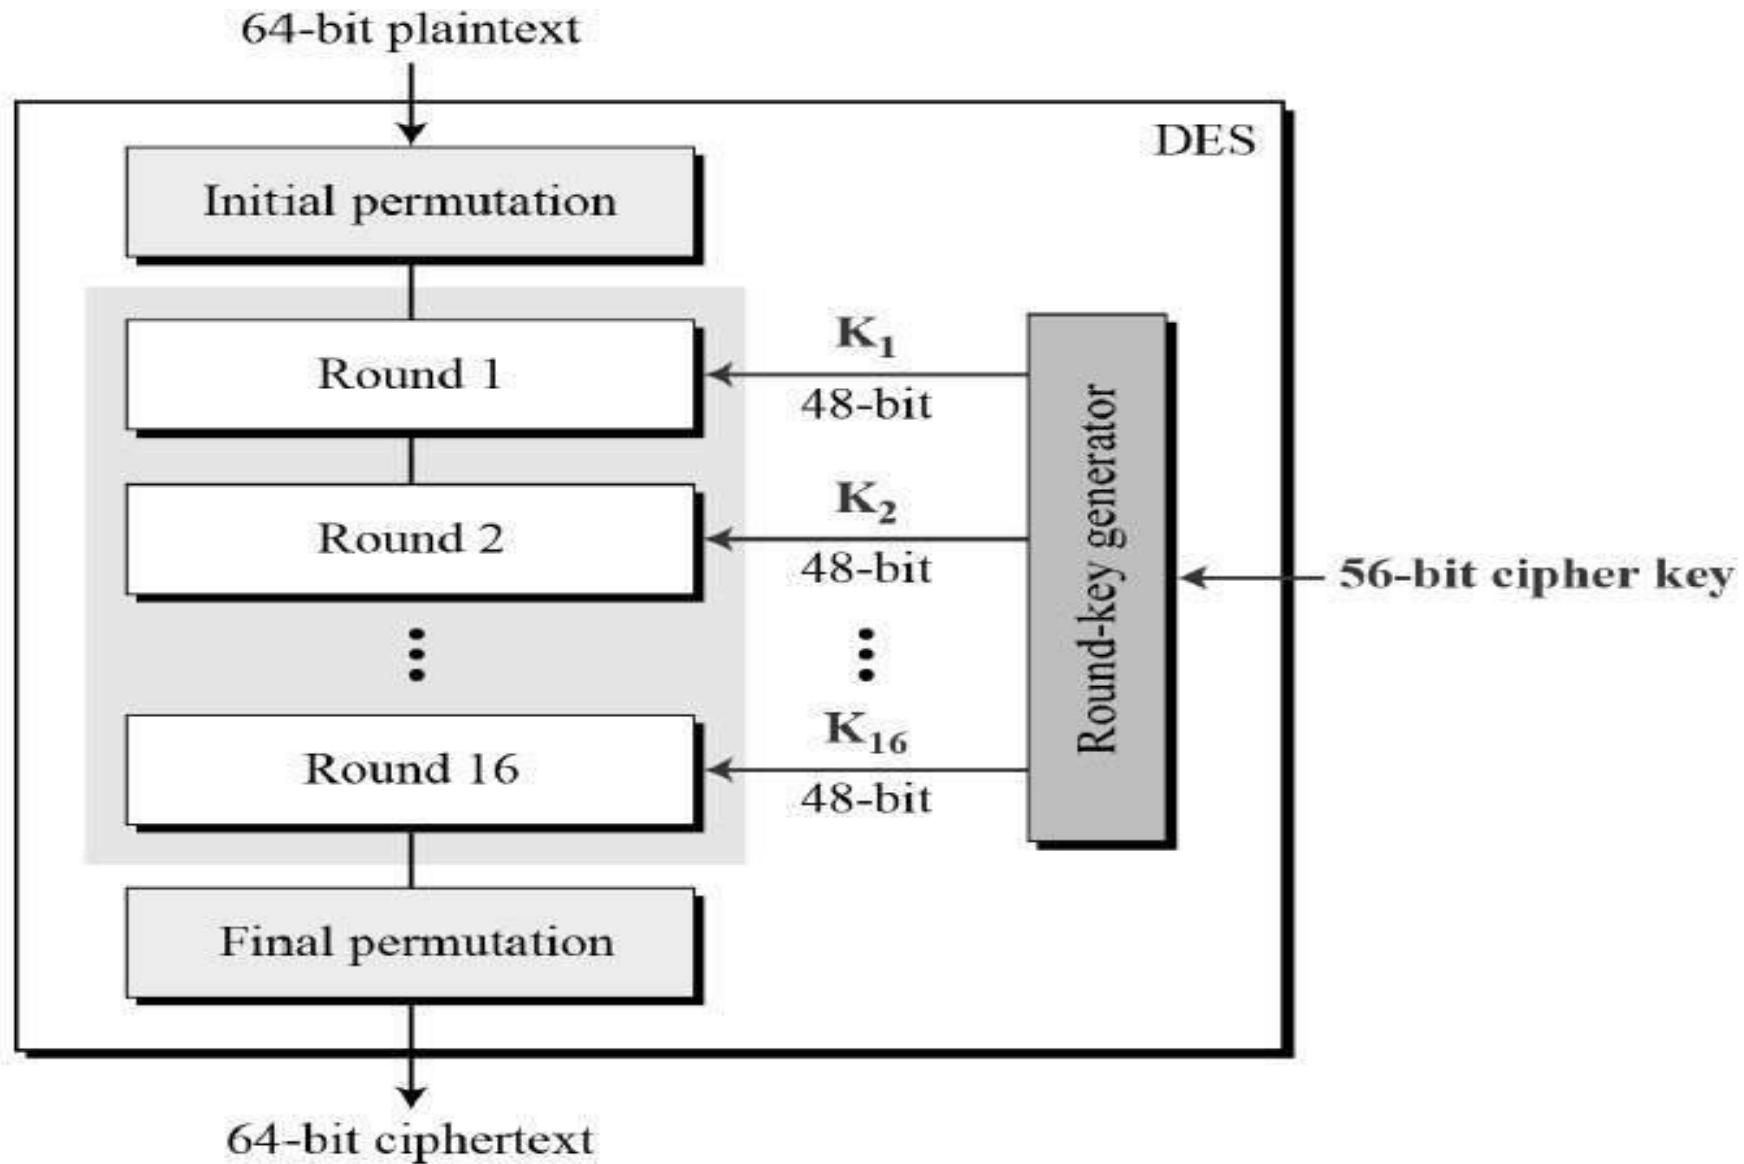 64-bit plaintext
DES
Initial permutation
Round 1
K1
48-bit
Round 2
K2
48-bit
Round 16
K16
48-bit
Round-key generator
56-bit cipher key
Final permutation
64-bit ciphertext